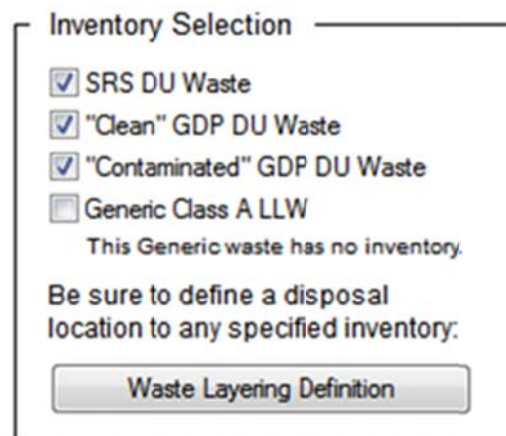 Inventory Selection
SRS DU Waste
"Clean" GDP DU Waste
"Contaminated" GDP DU Waste
Generic Class A LLW
This Generic waste has no inventory.
Be sure to define a disposal
location to any specified inventory:
Waste Layering Definition